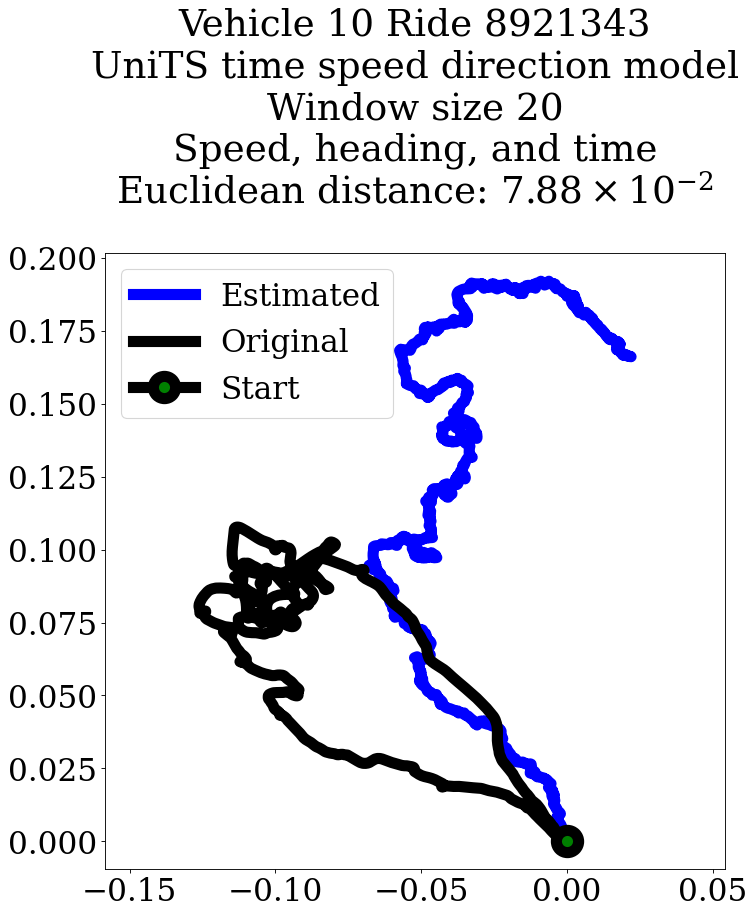 Vehicle 10 Ride 8921343
UniTS time speed direction model
Window size 20
Speed, heading, and time
Euclidean distance: 7.88 × 10⁻²
0.200
Estimated
0.175
Original
Start
0.150
0.125
0.100
0.075
0.050
0.025
0.000
−0.15 −0.10 −0.05 0.00 0.05